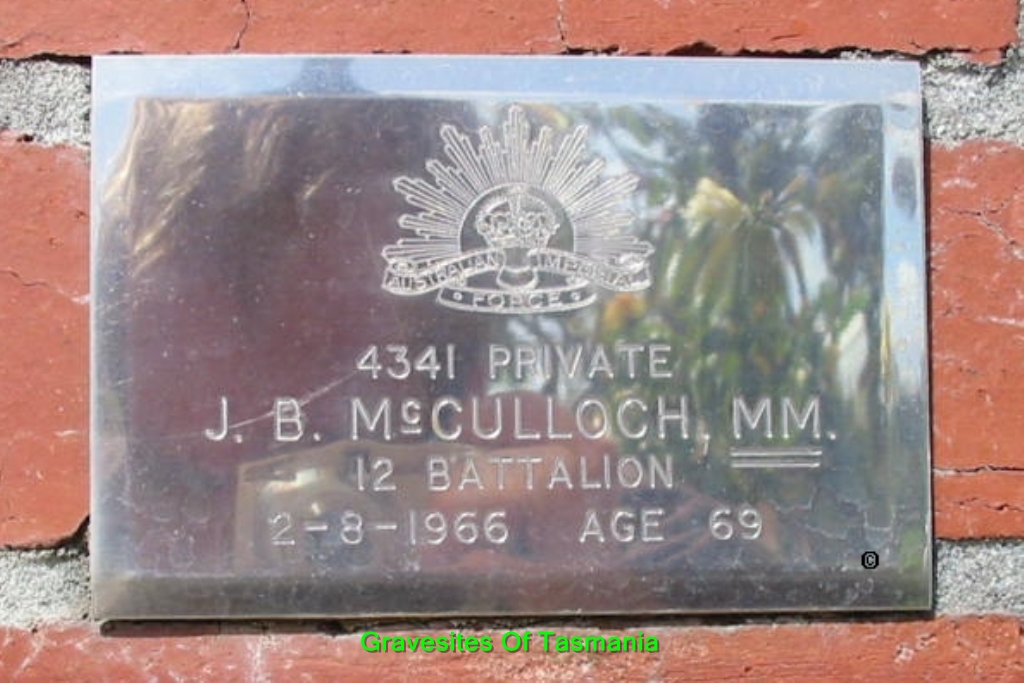 AUSTRALIAN IMPERIAL
FORCE
4341 PRIVATE
J. B. McCULLOCH, MM.
12 BATTALION
2-8-1966 AGE 69
©
Gravesites Of Tasmania